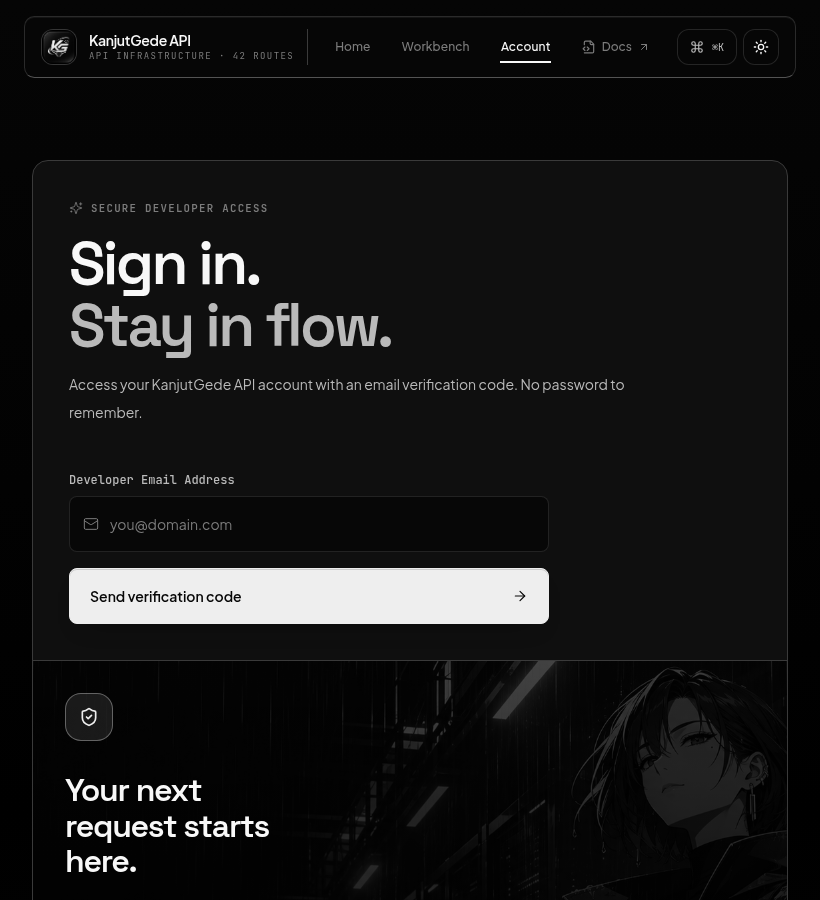 KG
KanjutGede API
API INFRASTRUCTURE · 42 ROUTES
Home
Workbench
Account
Docs
⌘K
SECURE DEVELOPER ACCESS
Sign in.
Stay in flow.
Access your KanjutGede API account with an email verification code. No password to
remember.
Developer Email Address
you@domain.com
Send verification code
Your next
request starts
here.